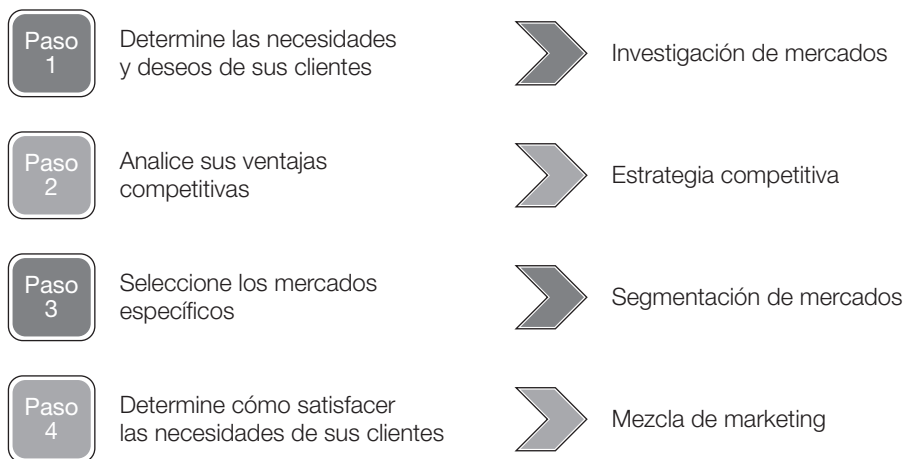 Paso
1
Determine las necesidades
y deseos de sus clientes
Investigación de mercados
Paso
2
Analice sus ventajas
competitivas
Estrategia competitiva
Paso
3
Seleccione los mercados
específicos
Segmentación de mercados
Paso
4
Determine cómo satisfacer
las necesidades de sus clientes
Mezcla de marketing